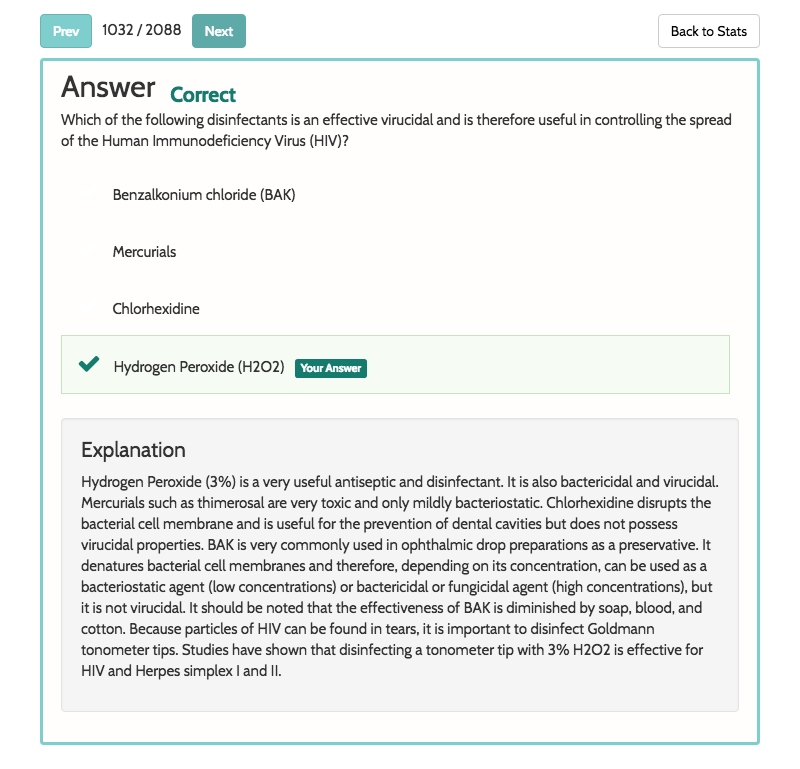 Prev 1032 / 2088 Next Back to Stats
Answer Correct
Which of the following disinfectants is an effective virucidal and is therefore useful in controlling the spread
of the Human Immunodeficiency Virus (HIV)?
Benzalkonium chloride (BAK)
Mercurials
Chlorhexidine
Hydrogen Peroxide (H2O2) Your Answer
Explanation
Hydrogen Peroxide (3%) is a very useful antiseptic and disinfectant. It is also bactericidal and virucidal.
Mercurials such as thimerosal are very toxic and only mildly bacteriostatic. Chlorhexidine disrupts the
bacterial cell membrane and is useful for the prevention of dental cavities but does not possess
virucidal properties. BAK is very commonly used in ophthalmic drop preparations as a preservative. It
denatures bacterial cell membranes and therefore, depending on its concentration, can be used as a
bacteriostatic agent (low concentrations) or bactericidal or fungicidal agent (high concentrations), but
it is not virucidal. It should be noted that the effectiveness of BAK is diminished by soap, blood, and
cotton. Because particles of HIV can be found in tears, it is important to disinfect Goldmann
tonometer tips. Studies have shown that disinfecting a tonometer tip with 3% H2O2 is effective for
HIV and Herpes simplex I and II.